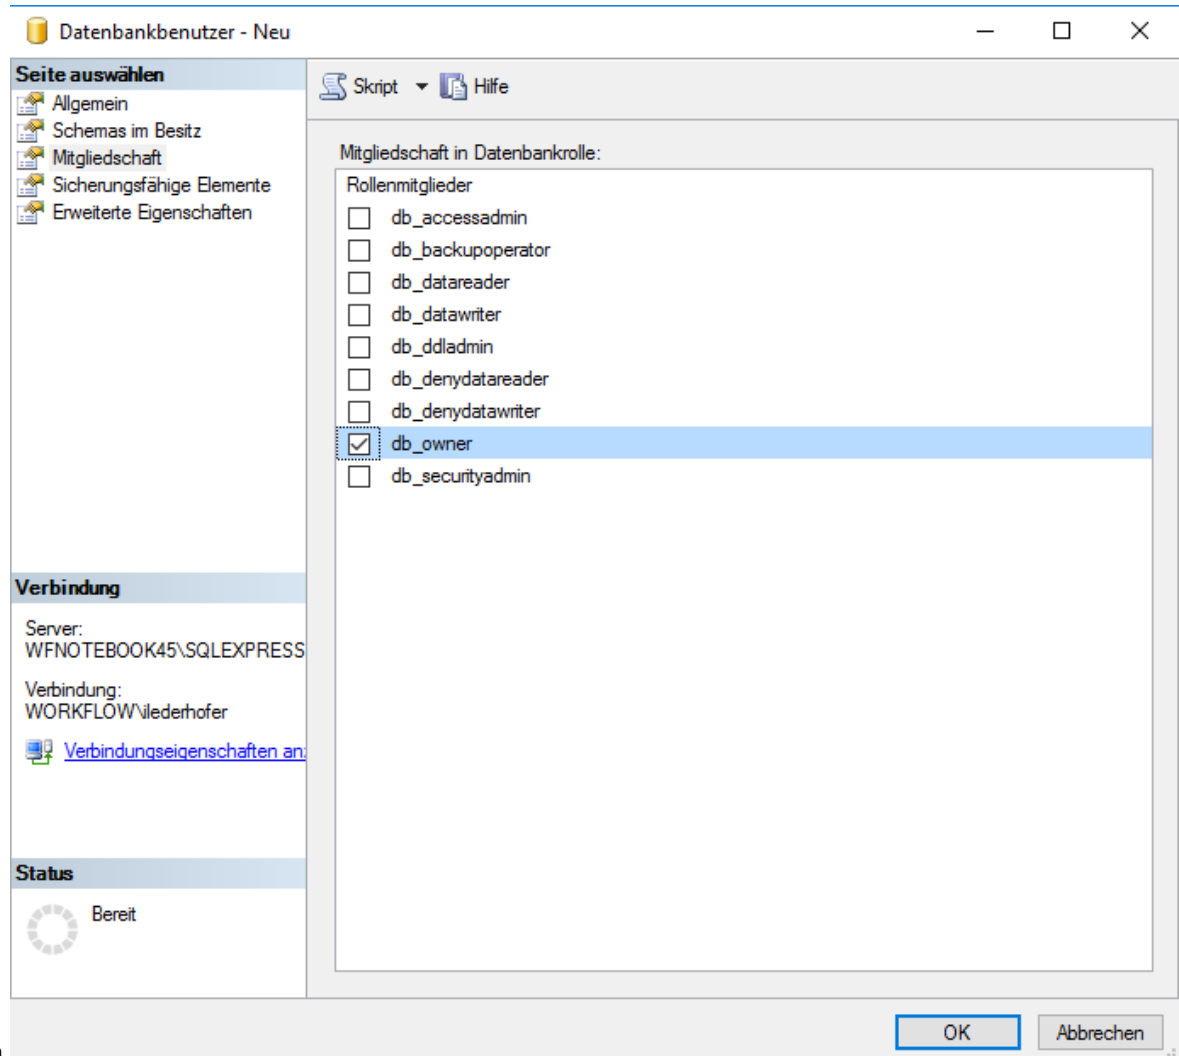 Datenbankbenutzer - Neu
Seite auswählen
Allgemein
Schemas im Besitz
Mitgliedschaft
Sicherungsfähige Elemente
Erweiterte Eigenschaften
Skript
Hilfe
Mitgliedschaft in Datenbankrolle:
Rollenmitglieder
db_accessadmin
db_backupoperator
db_datareader
db_datawriter
db_ddladmin
db_denydatareader
db_denydatawriter
db_owner
db_securityadmin
Verbindung
Server:
WFNOTEBOOK45\SQLEXPRESS
Verbindung:
WORKFLOW\ilederhofer
Verbindungseigenschaften an
Status
Bereit
OK
Abbrechen